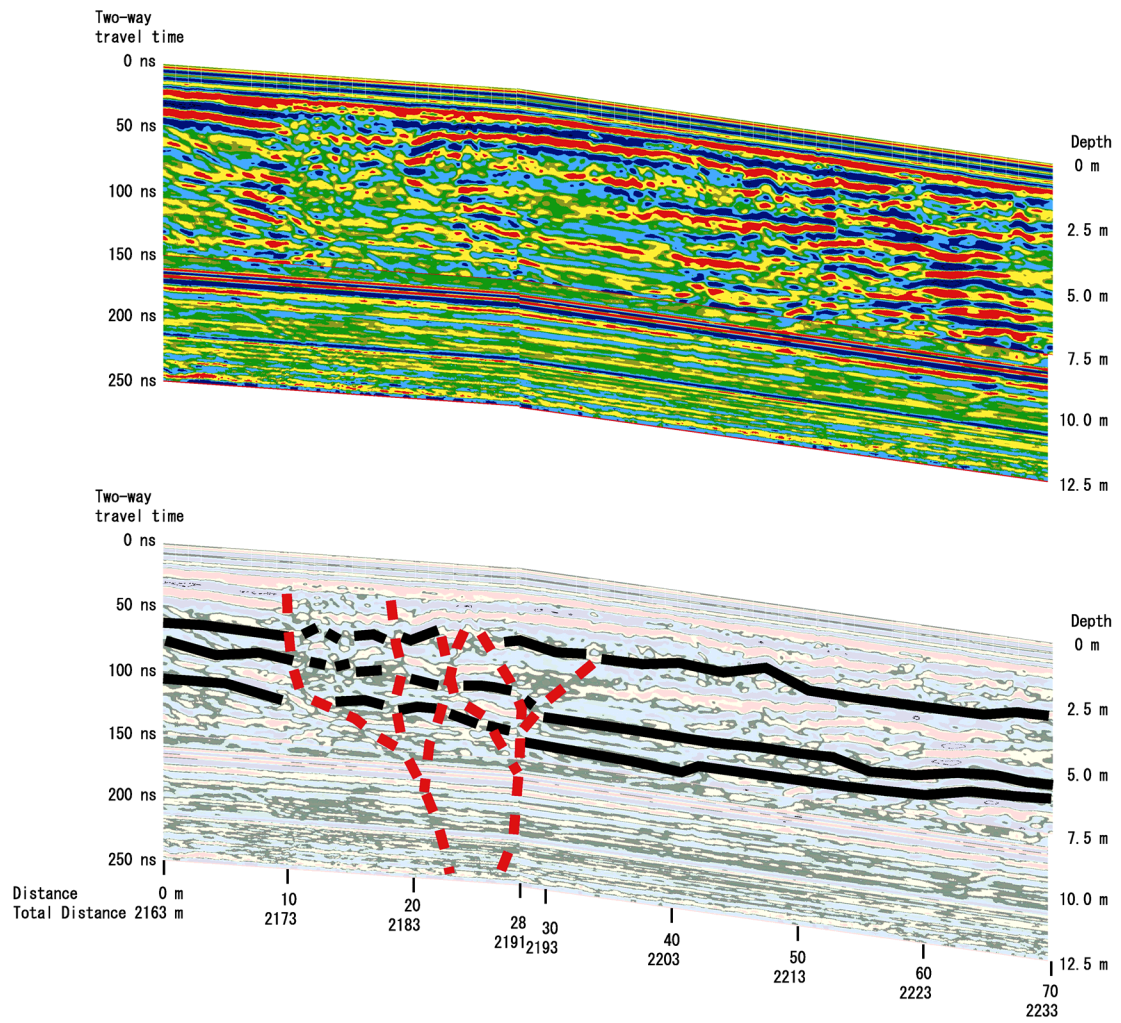 Two-way
travel time
0 ns
50 ns
100 ns
150 ns
200 ns
250 ns
Depth
0 m
2.5 m
5.0 m
7.5 m
10.0 m
12.5 m
Two-way
travel time
0 ns
50 ns
100 ns
150 ns
200 ns
250 ns
Depth
0 m
2.5 m
5.0 m
7.5 m
10.0 m
12.5 m
Distance 0 m 10 20 28 30 40 50 60 70
Total Distance 2163 m 2173 2183 2191 2193 2203 2213 2223 2233